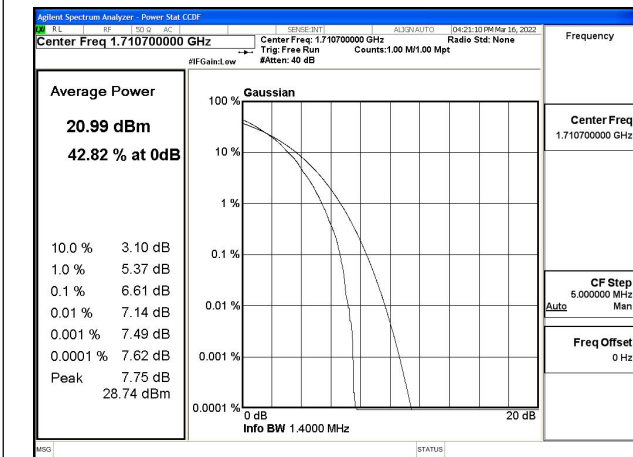 Agilent Spectrum Analyzer - Power Stat CCDF
RL RF 50 Ω AC SENSE:INT ALIGN AUTO 04:21:10 PM Mar 16, 2022
Center Freq 1.710700000 GHz
Center Freq: 1.710700000 GHz Radio Std: None
Trig: Free Run Counts:1.00 M/1.00 Mpt
#IFGain:Low #Atten: 40 dB
Frequency
Average Power
20.99 dBm
42.82 % at 0dB
10.0 % 3.10 dB
1.0 % 5.37 dB
0.1 % 6.61 dB
0.01 % 7.14 dB
0.001 % 7.49 dB
0.0001 % 7.62 dB
Peak 7.75 dB
28.74 dBm
Gaussian
100 %
10 %
1 %
0.1 %
0.01 %
0.001 %
0.0001 %
0 dB 20 dB
Info BW 1.4000 MHz
Center Freq
1.710700000 GHz
CF Step
5.000000 MHz
Auto Man
Freq Offset
0 Hz
MSG STATUS